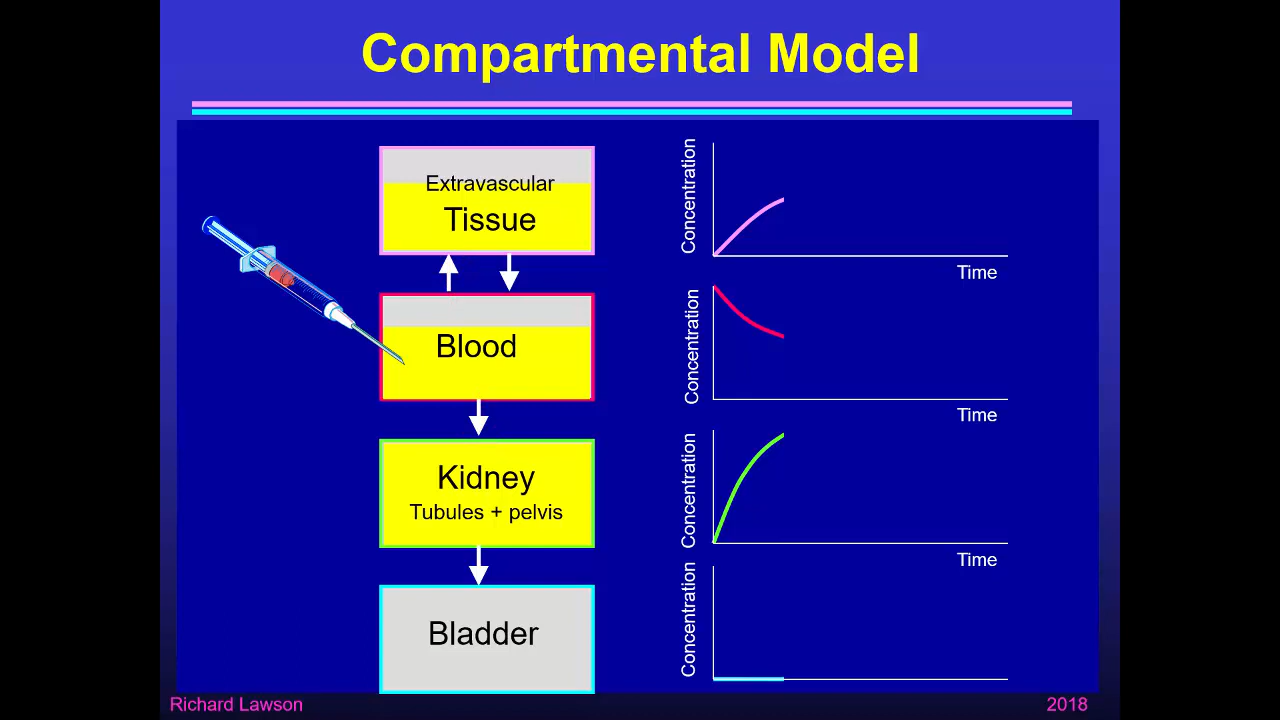 Compartmental Model
Extravascular
Tissue
Blood
Kidney
Tubules + pelvis
Bladder
Concentration
Time
Concentration
Time
Concentration
Time
Concentration
Richard Lawson
2018